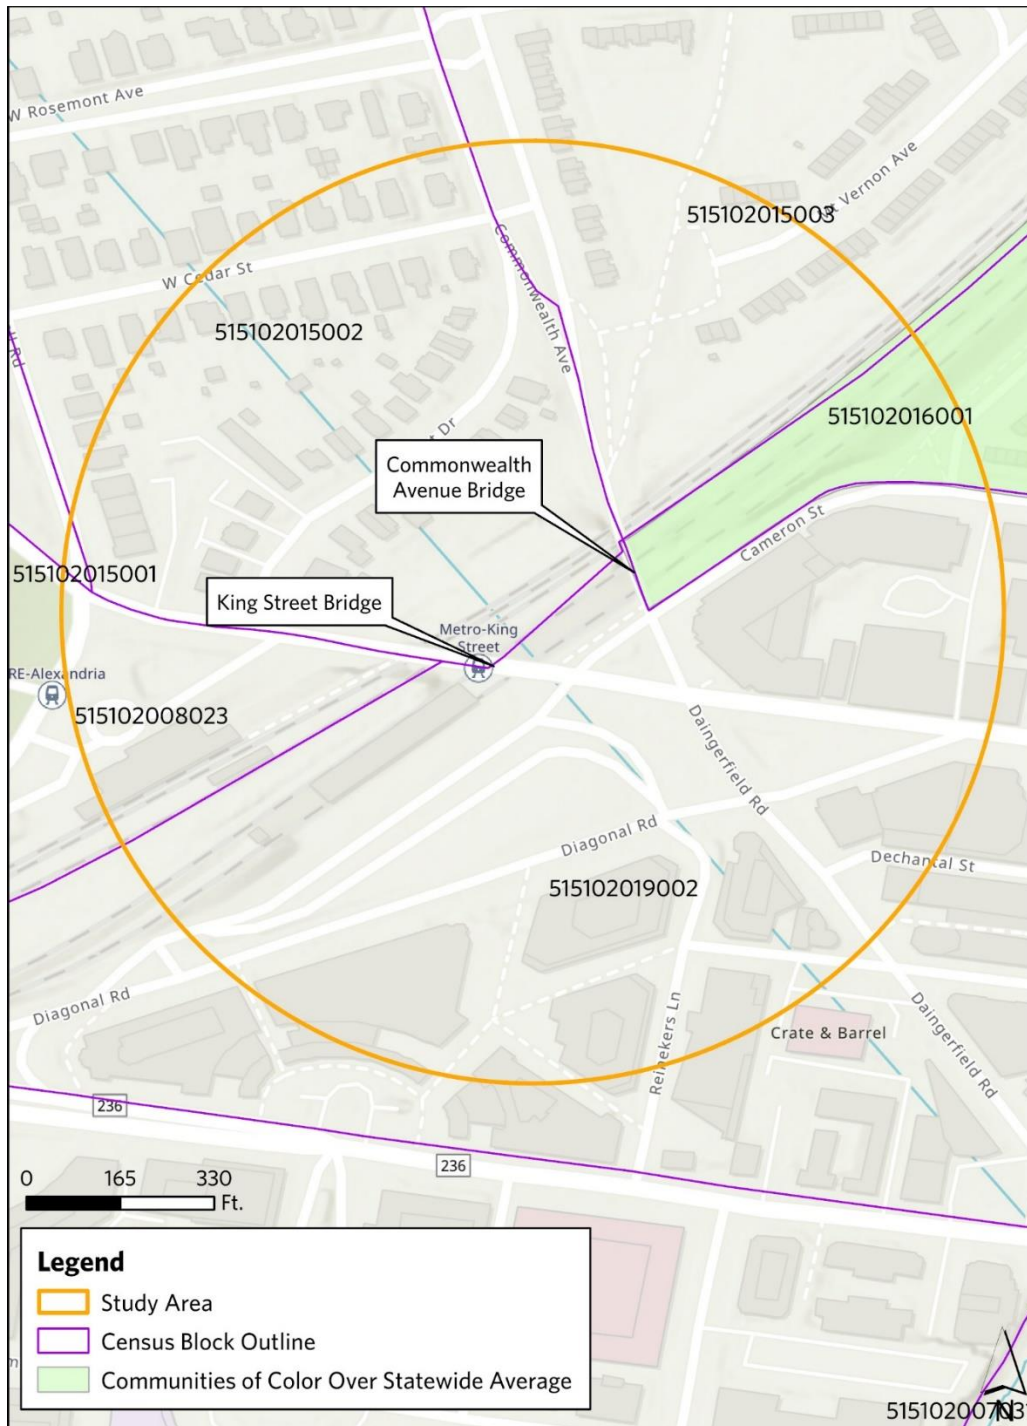 W Rosemont Ave
515102015003
Mt Vernon Ave
Commonwealth Ave
W Cedar St
515102015002
515102016001
Commonwealth
Avenue Bridge
Dr
Rd
Cameron St
515102015001
King Street Bridge
Metro-King
Street
RE-Alexandria
515102008023
Daingerfield Rd
Diagonal Rd
Dechantal St
515102019002
Diagonal Rd
Reinekers Ln
Crate & Barrel
Daingerfield Rd
236
236
0 165 330
Ft.
Legend
Study Area
Census Block Outline
Communities of Color Over Statewide Average
N